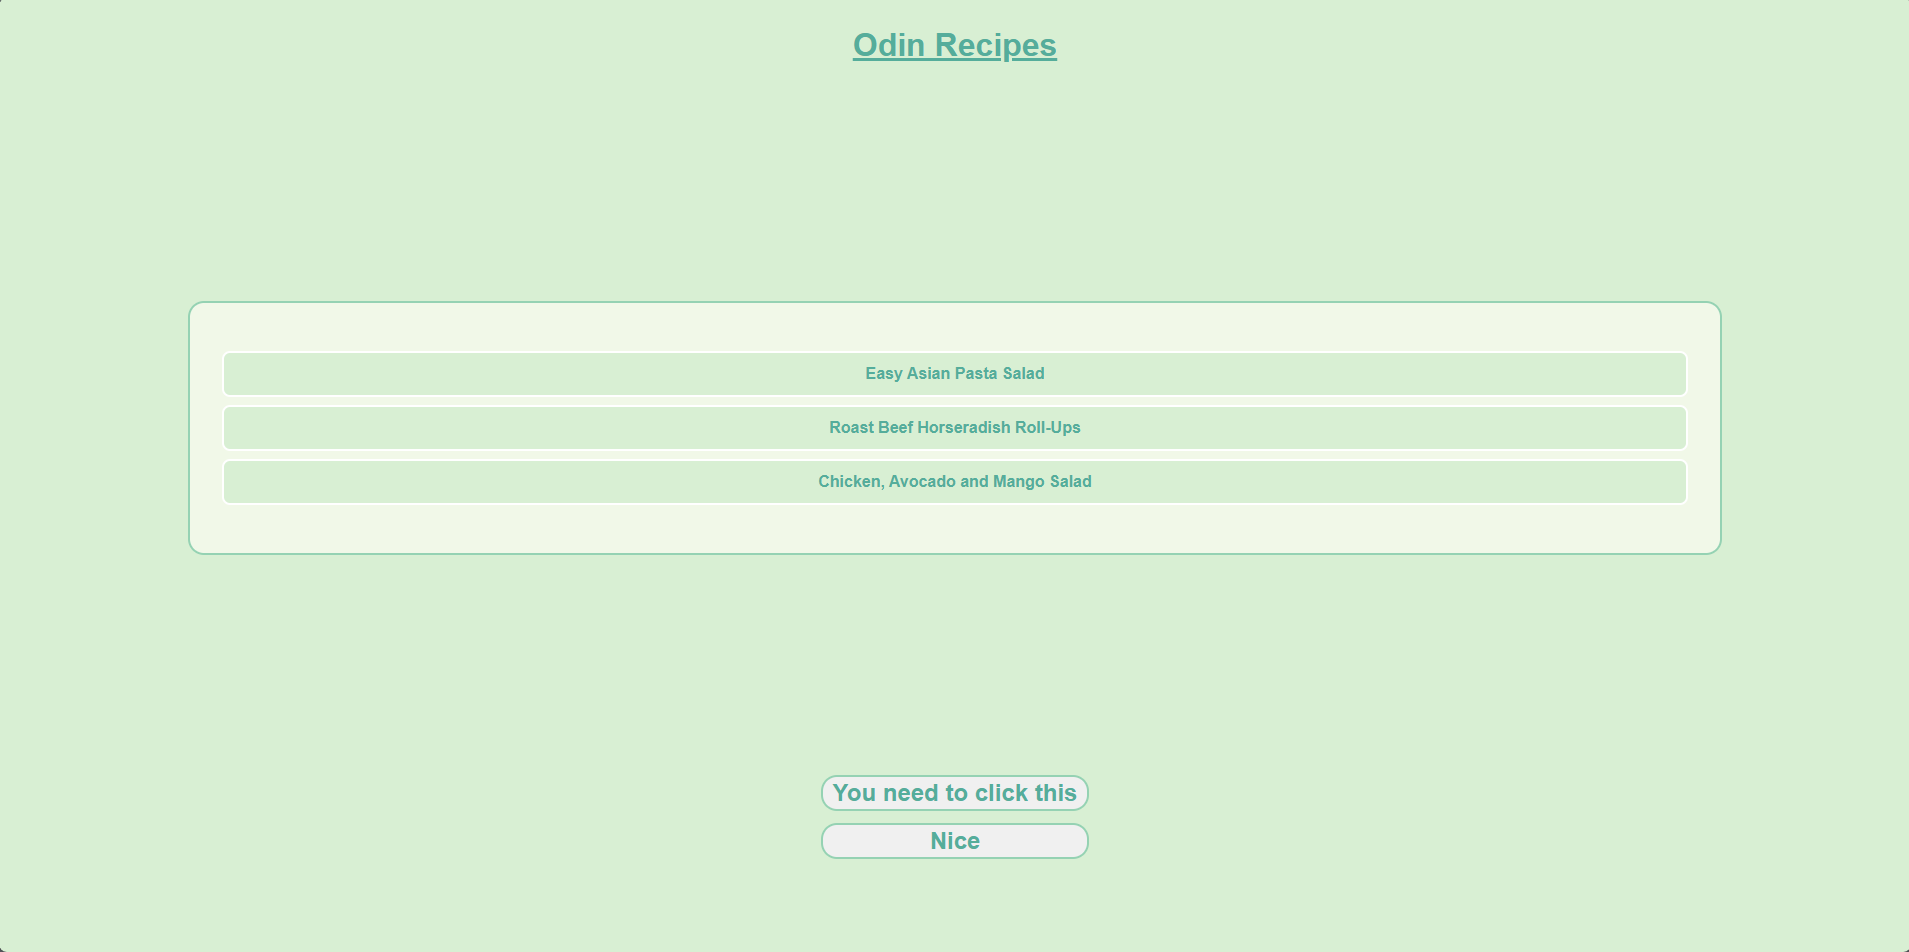 Odin Recipes
Easy Asian Pasta Salad
Roast Beef Horseradish Roll-Ups
Chicken, Avocado and Mango Salad
You need to click this
Nice